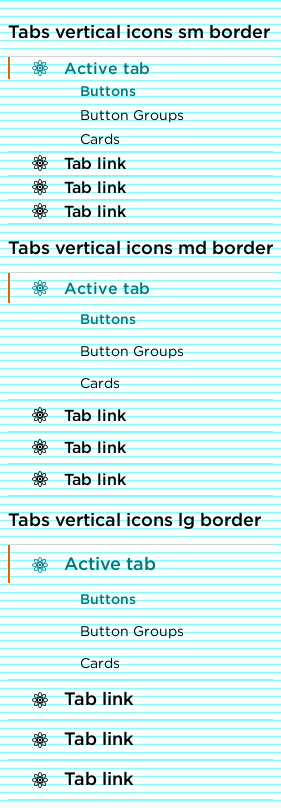 Tabs vertical icons sm border
Active tab
Buttons
Button Groups
Cards
Tab link
Tab link
Tab link
Tabs vertical icons md border
Active tab
Buttons
Button Groups
Cards
Tab link
Tab link
Tab link
Tabs vertical icons lg border
Active tab
Buttons
Button Groups
Cards
Tab link
Tab link
Tab link